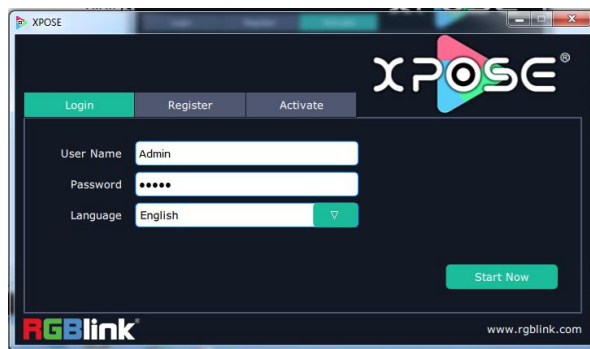 XPOSE
XPOSE®
Login Register Activate
User Name Admin
Password •••••
Language English
Start Now
RGBlink®
www.rgblink.com